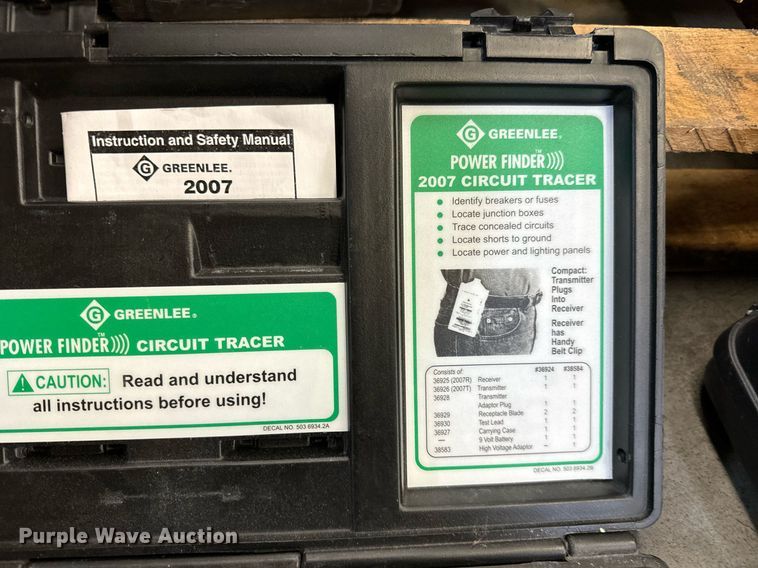 Instruction and Safety Manual
GREENLEE.
2007
GREENLEE®
POWER FINDER™)))) CIRCUIT TRACER
CAUTION: Read and understand
all instructions before using!
DECAL NO. 503 6934.2A
GREENLEE®
POWER FINDER™))))
2007 CIRCUIT TRACER
• Identify breakers or fuses
• Locate junction boxes
• Trace concealed circuits
• Locate shorts to ground
• Locate power and lighting panels
Compact:
Transmitter
Plugs
Into
Receiver
Receiver
has
Handy
Belt Clip
Consists of: #36924 #38584
36925 (2007R) Receiver 1 1
36926 (2007T) Transmitter 1 1
36928 Transmitter
Adaptor Plug 1 1
36929 Receptacle Blade 2 2
36930 Test Lead 1 1
36927 Carrying Case 1 1
— 9 Volt Battery 1 1
38583 High Voltage Adaptor – 1
DECAL NO. 503 6934.2B
Purple Wave Auction